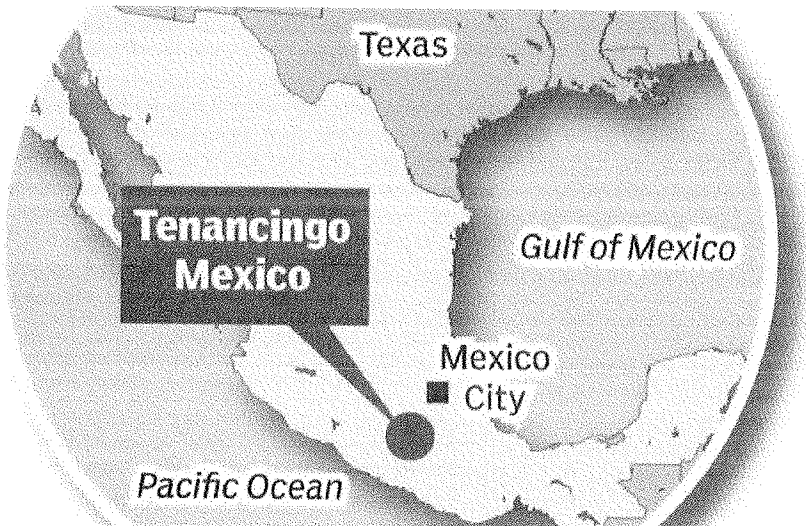 Texas
Tenancingo
Mexico
Gulf of Mexico
Mexico
City
Pacific Ocean